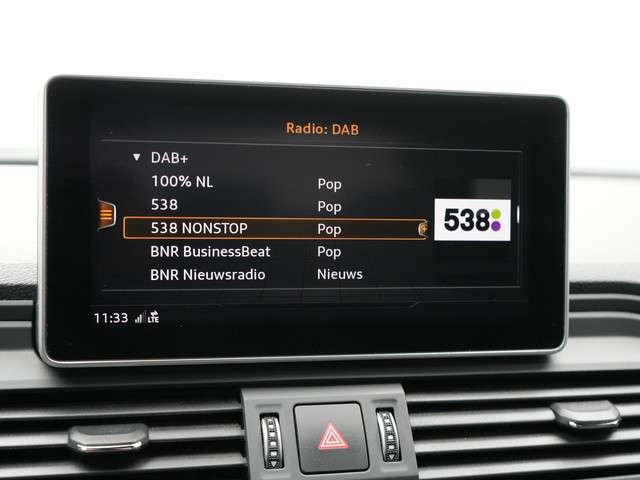 Radio: DAB
DAB+
100% NL Pop
538 Pop
538 NONSTOP Pop
538
BNR BusinessBeat Pop
BNR Nieuwsradio Nieuws
11:33 LTE